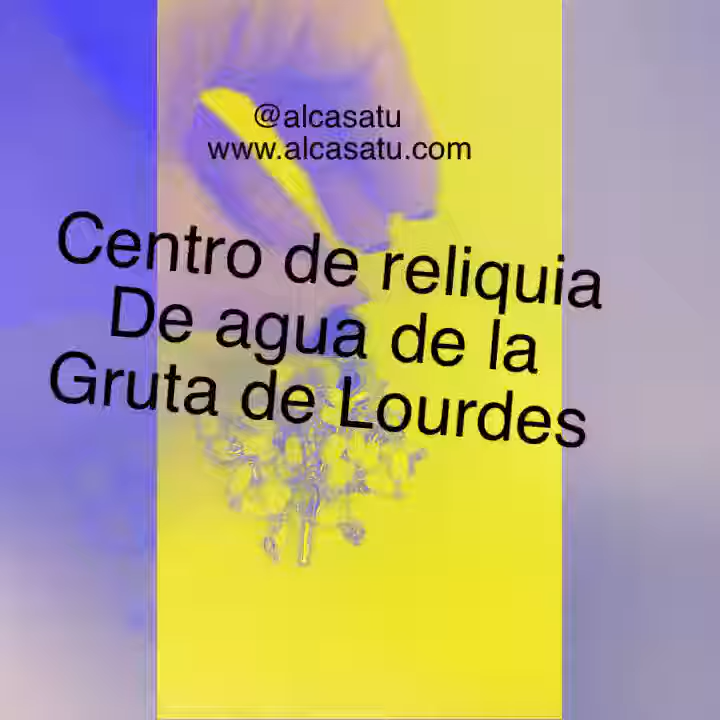 @alcasatu
www.alcasatu.com
Centro de reliquia
De agua de la
Gruta de Lourdes